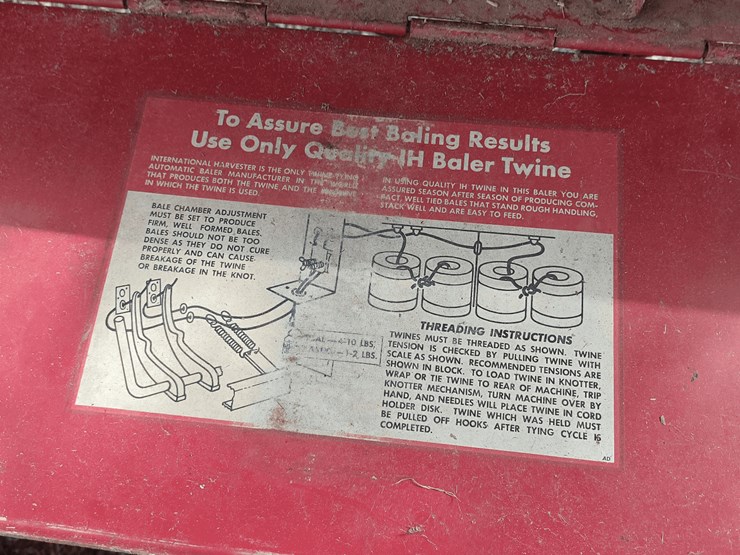 To Assure Best Baling Results
Use Only Quality IH Baler Twine
INTERNATIONAL HARVESTER IS THE ONLY TWINE-TYING
AUTOMATIC BALER MANUFACTURER IN THE WORLD
THAT PRODUCES BOTH THE TWINE AND THE
IN WHICH THE TWINE IS USED.
IN USING QUALITY IH TWINE IN THIS BALER YOU ARE
ASSURED SEASON AFTER SEASON OF PRODUCING COM-
PACT, WELL TIED BALES THAT STAND ROUGH HANDLING,
STACK WELL AND ARE EASY TO FEED.
BALE CHAMBER ADJUSTMENT
MUST BE SET TO PRODUCE
FIRM, WELL FORMED BALES.
BALES SHOULD NOT BE TOO
DENSE AS THEY DO NOT CURE
PROPERLY AND CAN CAUSE
BREAKAGE OF THE TWINE
OR BREAKAGE IN THE KNOT.
4-10 LBS.
1-2 LBS.
THREADING INSTRUCTIONS
TWINES MUST BE THREADED AS SHOWN. TWINE
TENSION IS CHECKED BY PULLING TWINE WITH
SCALE AS SHOWN. RECOMMENDED TENSIONS ARE
SHOWN IN BLOCK. TO LOAD TWINE IN KNOTTER,
WRAP OR TIE TWINE TO REAR OF MACHINE, TRIP
KNOTTER MECHANISM, TURN MACHINE OVER BY
HAND, AND NEEDLES WILL PLACE TWINE IN CORD
HOLDER DISK. TWINE WHICH WAS HELD MUST
BE PULLED OFF HOOKS AFTER TYING CYCLE IS
COMPLETED.
AD